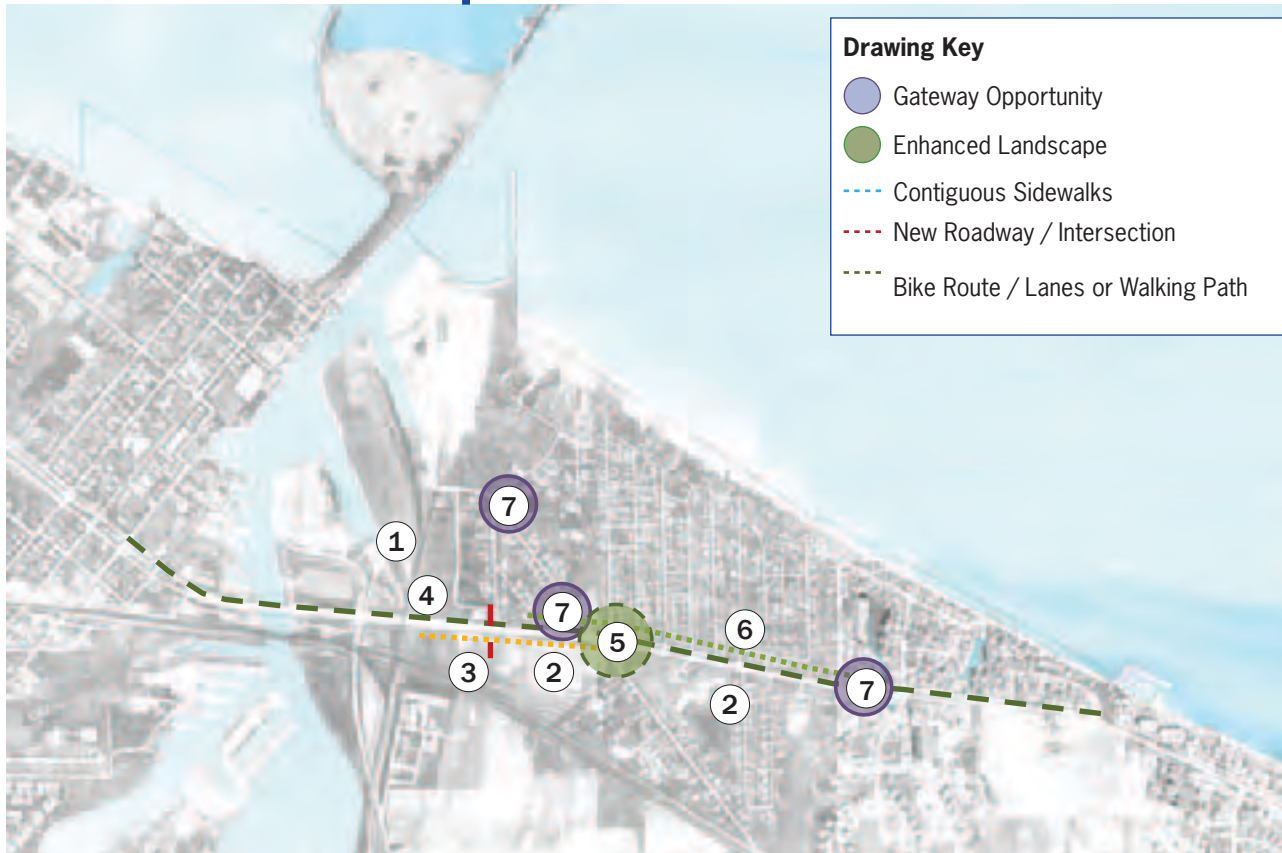 Drawing Key
Gateway Opportunity
Enhanced Landscape
Contiguous Sidewalks
New Roadway / Intersection
Bike Route / Lanes or Walking Path
7
1
4
7
5
6
3
2
2
7